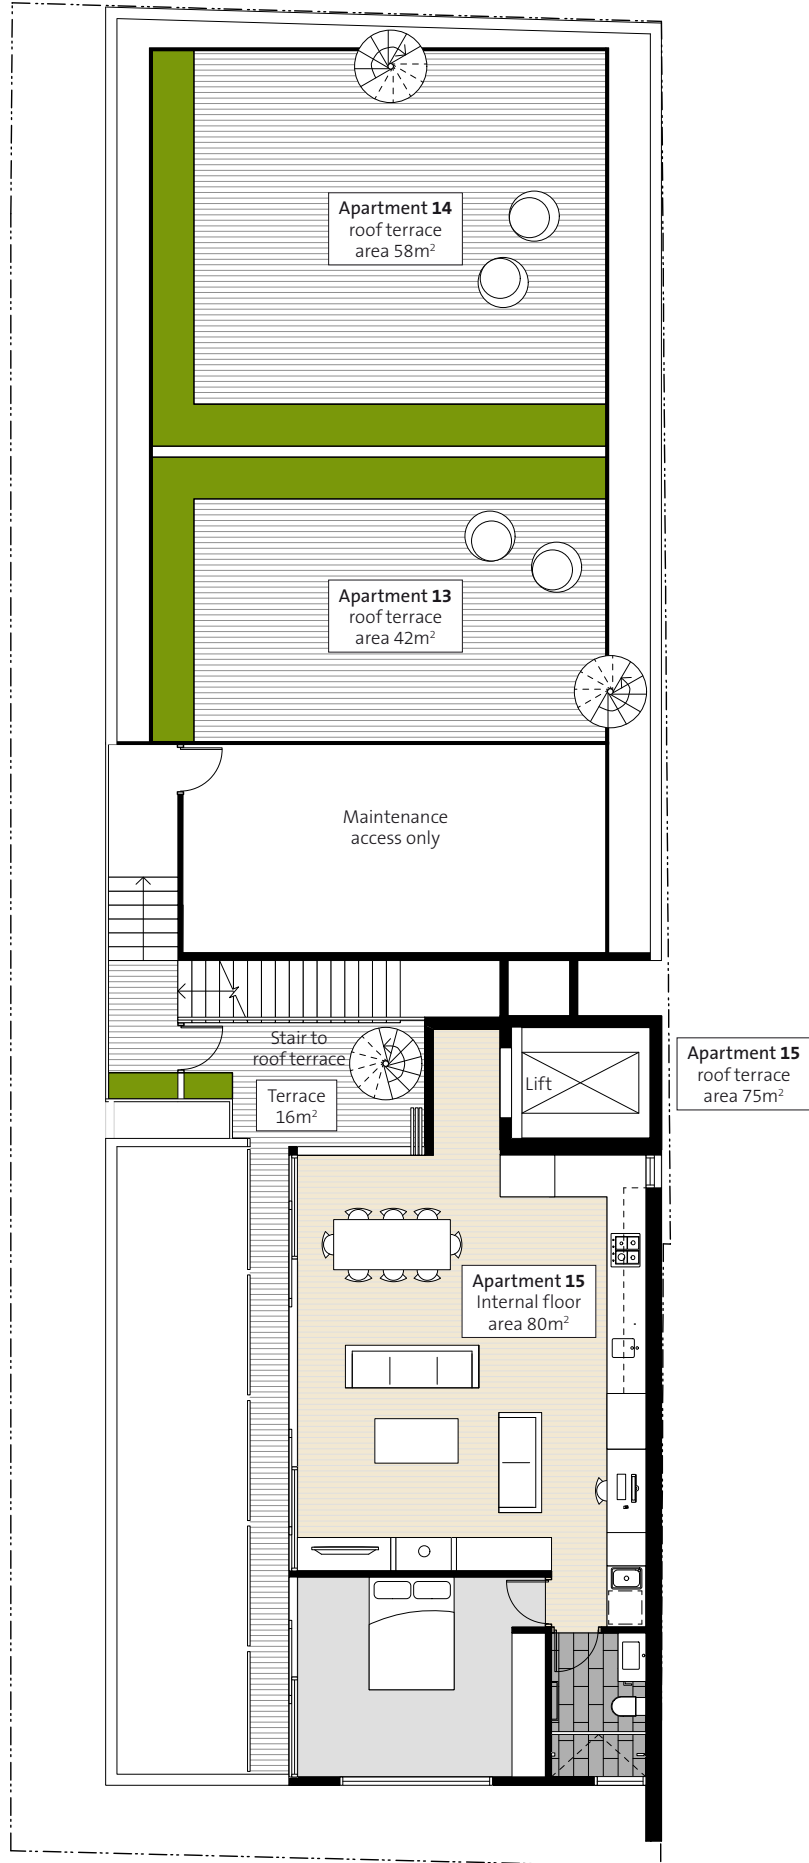 Apartment 14
roof terrace
area 58m²
Apartment 13
roof terrace
area 42m²
Maintenance
access only
Stair to
roof terrace
Terrace
16m²
Lift
Apartment 15
roof terrace
area 75m²
Apartment 15
Internal floor
area 80m²